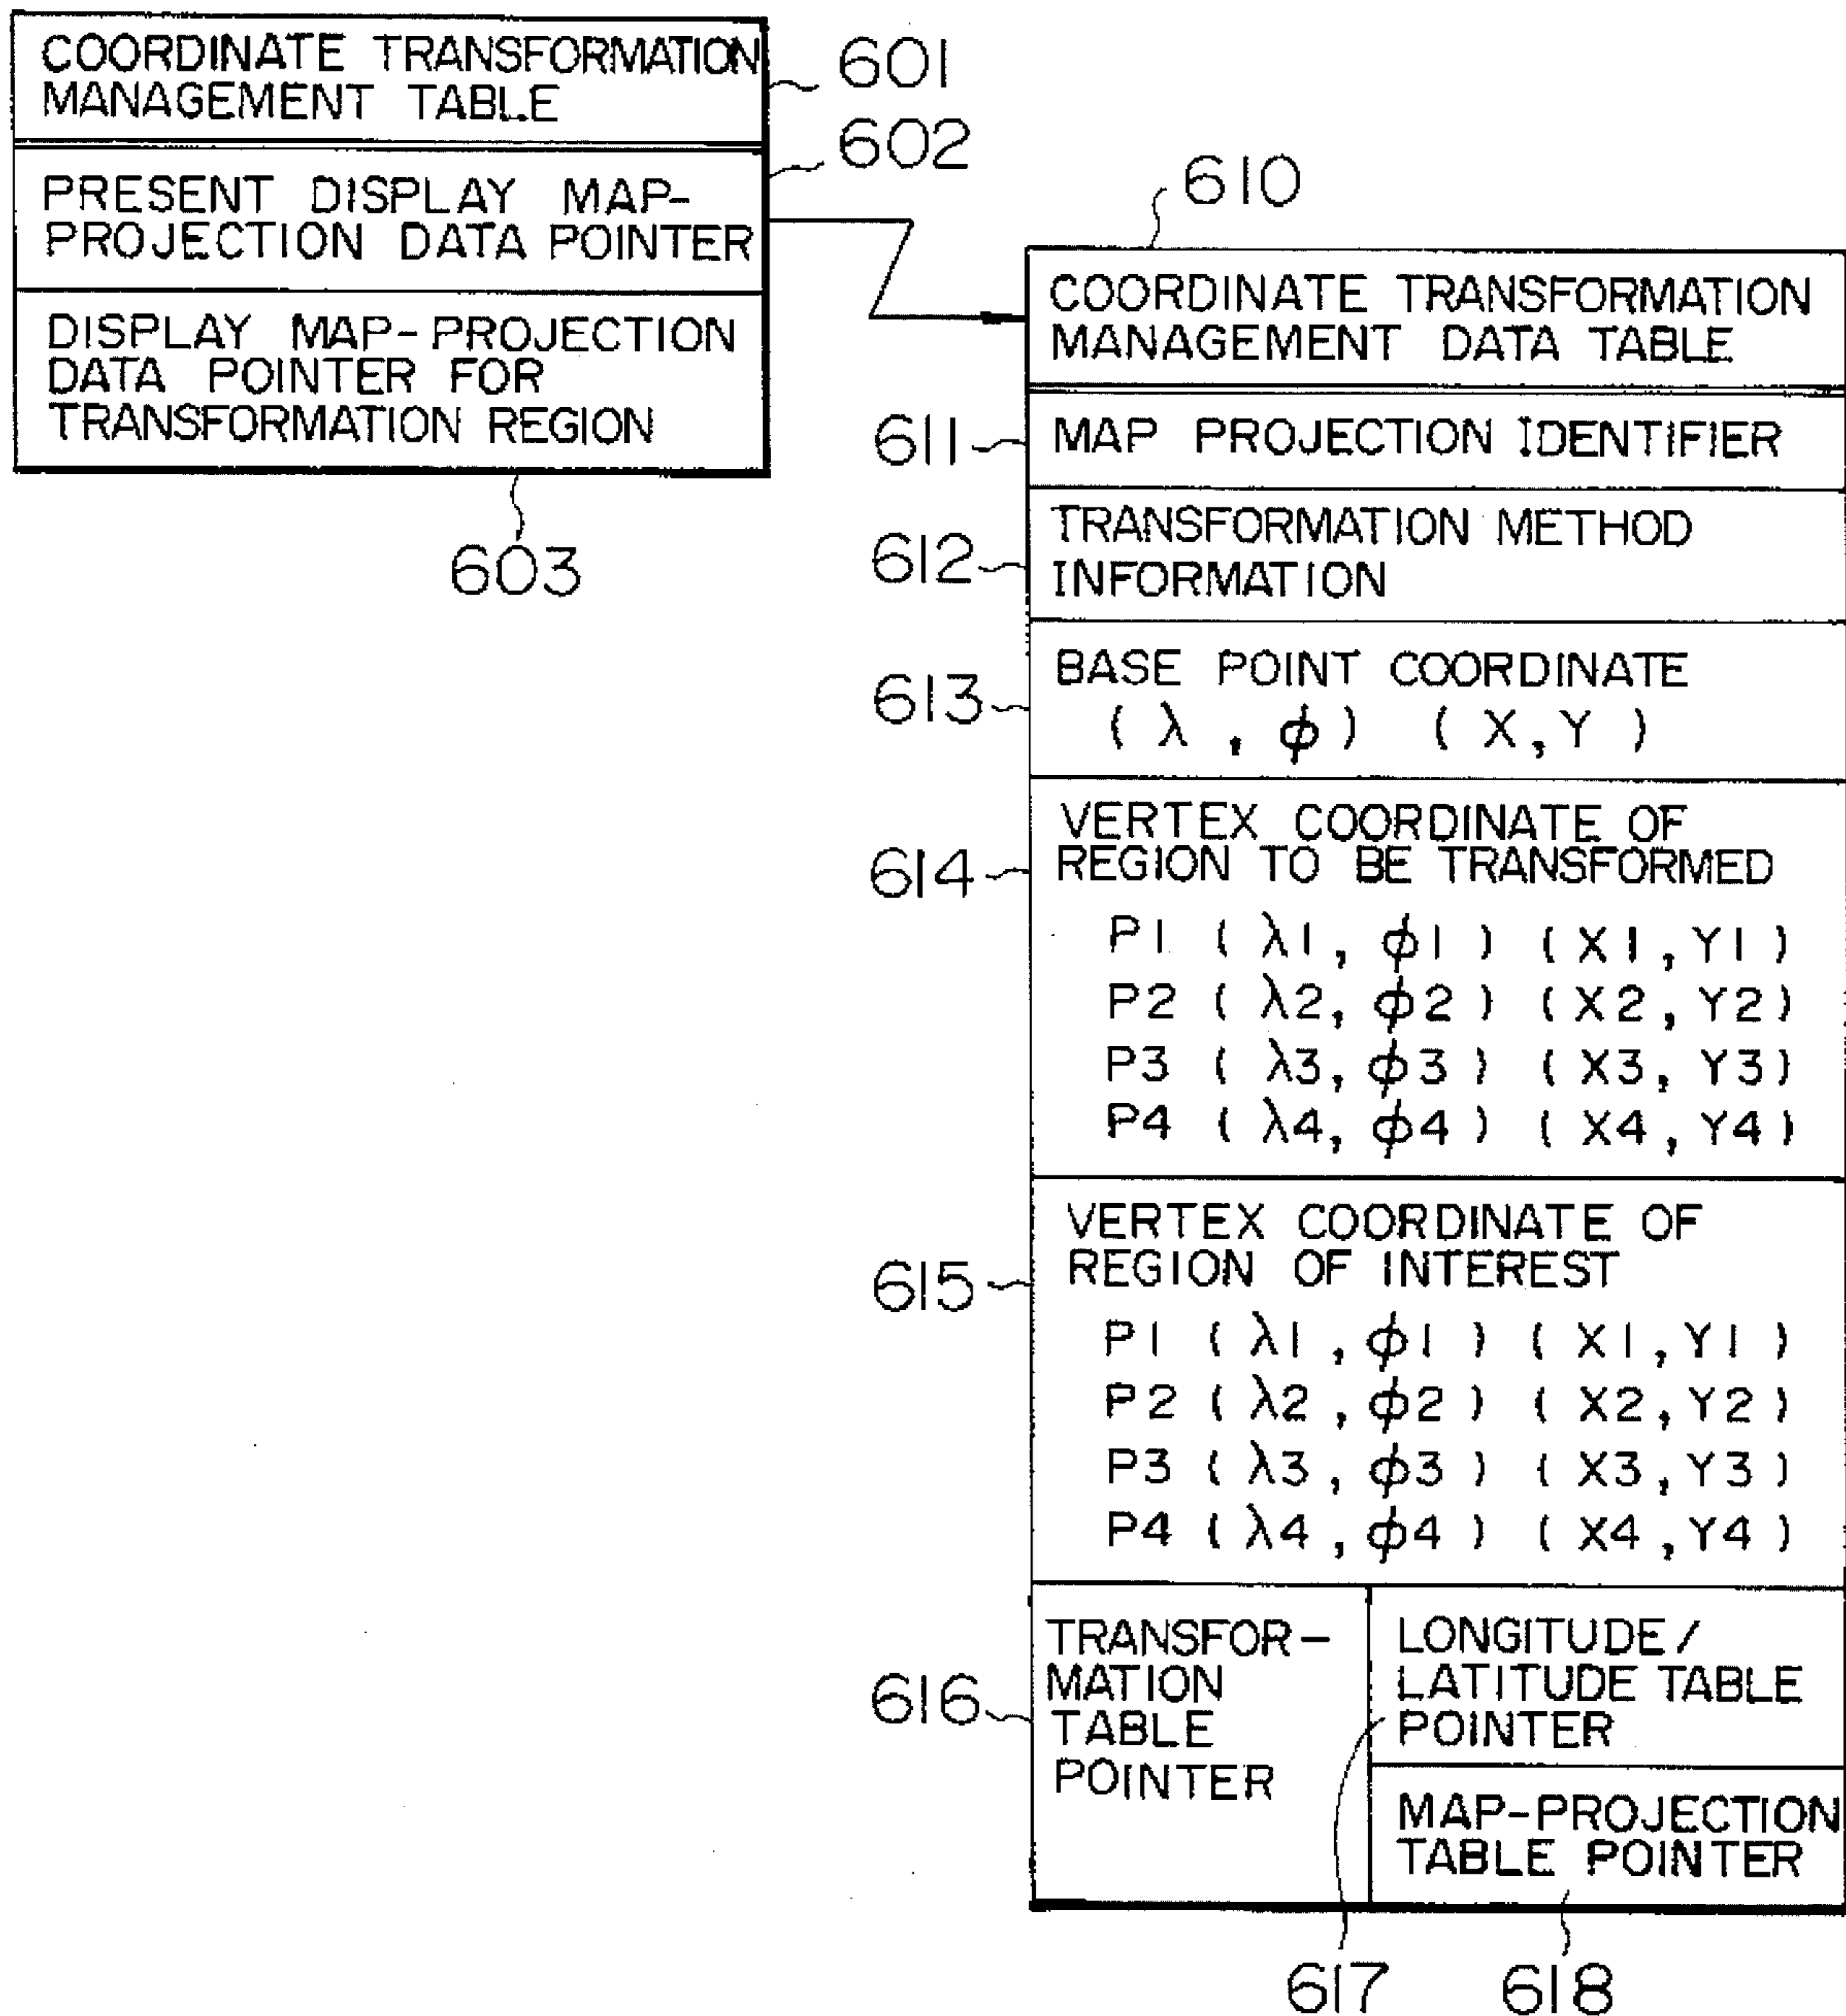 COORDINATE TRANSFORMATION
MANAGEMENT TABLE
601
PRESENT DISPLAY MAP-
PROJECTION DATA POINTER
602
DISPLAY MAP-PROJECTION
DATA POINTER FOR
TRANSFORMATION REGION
603
610
COORDINATE TRANSFORMATION
MANAGEMENT DATA TABLE
611
MAP PROJECTION IDENTIFIER
612
TRANSFORMATION METHOD
INFORMATION
613
BASE POINT COORDINATE
(λ, ϕ) (X, Y)
614
VERTEX COORDINATE OF
REGION TO BE TRANSFORMED
P1 (λ1, ϕ1) (X1, Y1)
P2 (λ2, ϕ2) (X2, Y2)
P3 (λ3, ϕ3) (X3, Y3)
P4 (λ4, ϕ4) (X4, Y4)
615
VERTEX COORDINATE OF
REGION OF INTEREST
P1 (λ1, ϕ1) (X1, Y1)
P2 (λ2, ϕ2) (X2, Y2)
P3 (λ3, ϕ3) (X3, Y3)
P4 (λ4, ϕ4) (X4, Y4)
616
TRANSFOR-
MATION
TABLE
POINTER
LONGITUDE/
LATITUDE TABLE
POINTER
MAP-PROJECTION
TABLE POINTER
617
618